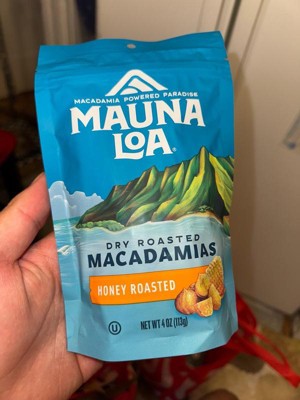 MACADAMIA POWERED PARADISE
MAUNA
LOA®
DRY ROASTED
MACADAMIAS
HONEY ROASTED
U
NET WT 4 OZ (113g)